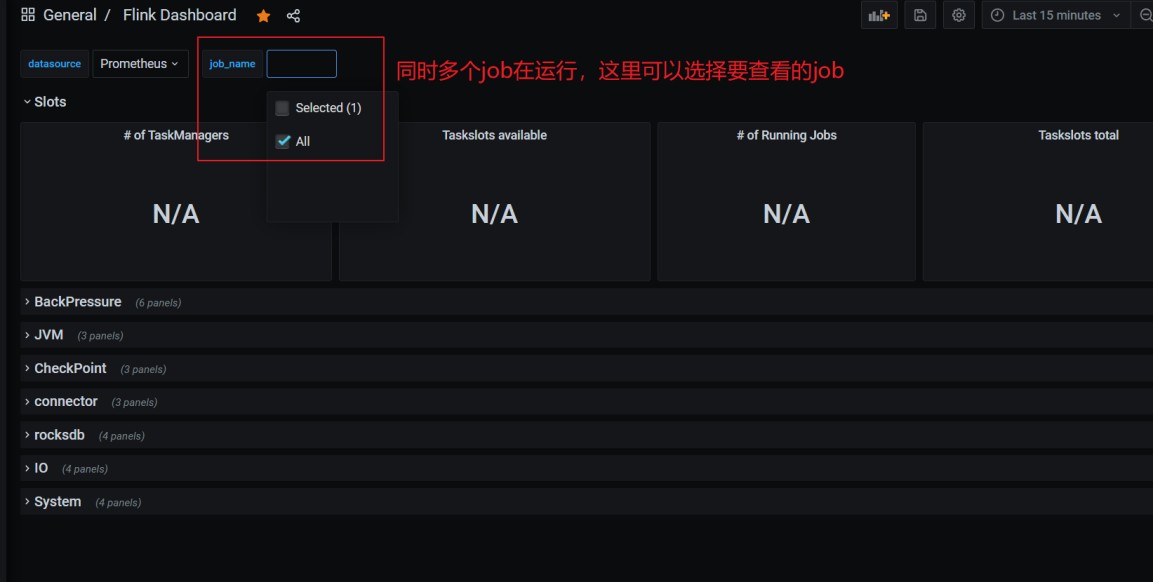 General / Flink Dashboard
Last 15 minutes
datasource Prometheus job_name
同时多个job在运行，这里可以选择要查看的job
Selected (1)
All
Slots
# of TaskManagers
Taskslots available
# of Running Jobs
Taskslots total
N/A
N/A
N/A
N/A
BackPressure (6 panels)
JVM (3 panels)
CheckPoint (3 panels)
connector (3 panels)
rocksdb (4 panels)
IO (4 panels)
System (4 panels)